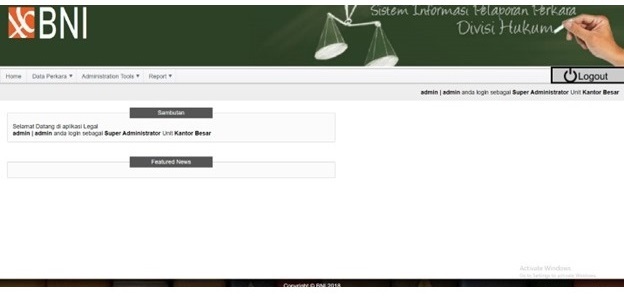 BNI
Sistem Informasi Pelaporan Perkara
Divisi Hukum
Home Data Perkara Administration Tools Report
Logout
admin | admin anda login sebagai Super Administrator Unit Kantor Besar
Sambutan
Selamat Datang di aplikasi Legal
admin | admin anda login sebagai Super Administrator Unit Kantor Besar
Featured News
Activate Windows
Go to Settings to activate Windows.
Copyright © BNI 2018